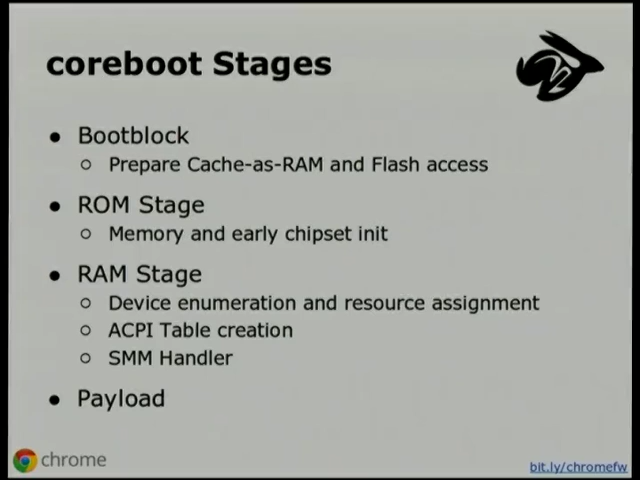 coreboot Stages
● Bootblock
○ Prepare Cache-as-RAM and Flash access
● ROM Stage
○ Memory and early chipset init
● RAM Stage
○ Device enumeration and resource assignment
○ ACPI Table creation
○ SMM Handler
● Payload
chrome
bit.ly/chromefw